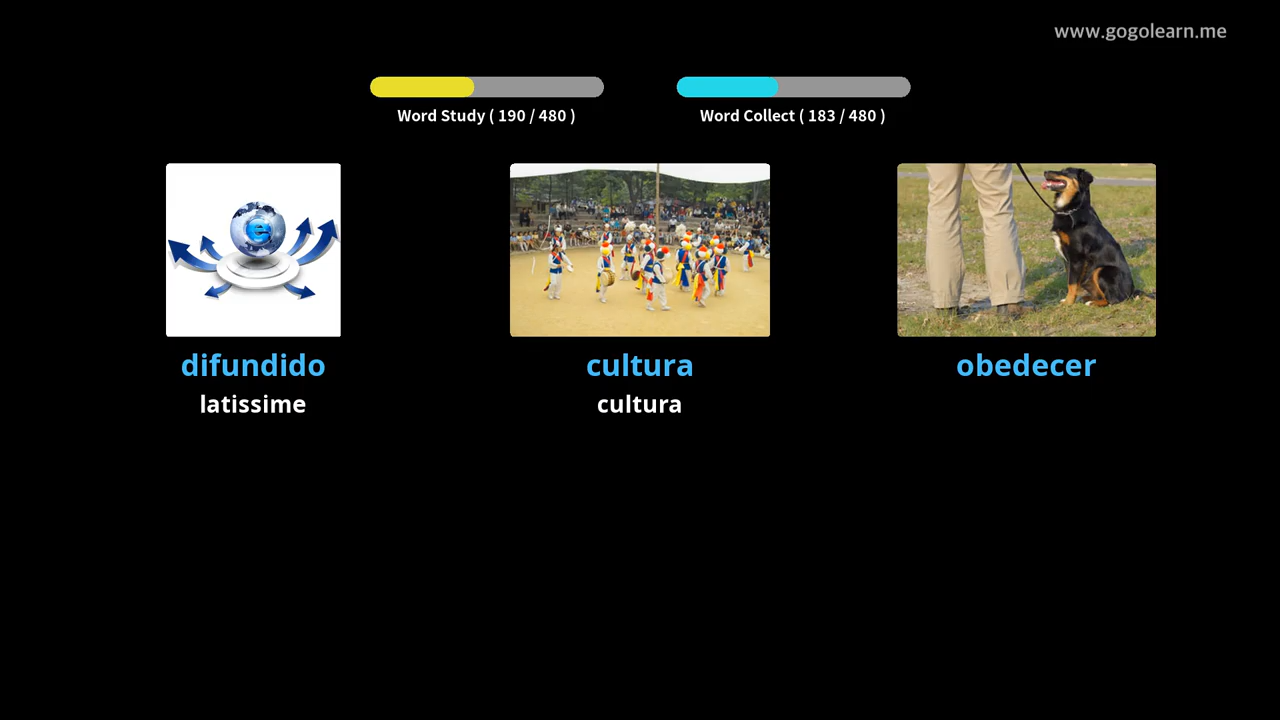 www.gogolearn.me
Word Study ( 190 / 480 )
Word Collect ( 183 / 480 )
e
difundido
cultura
obedecer
latissime
cultura